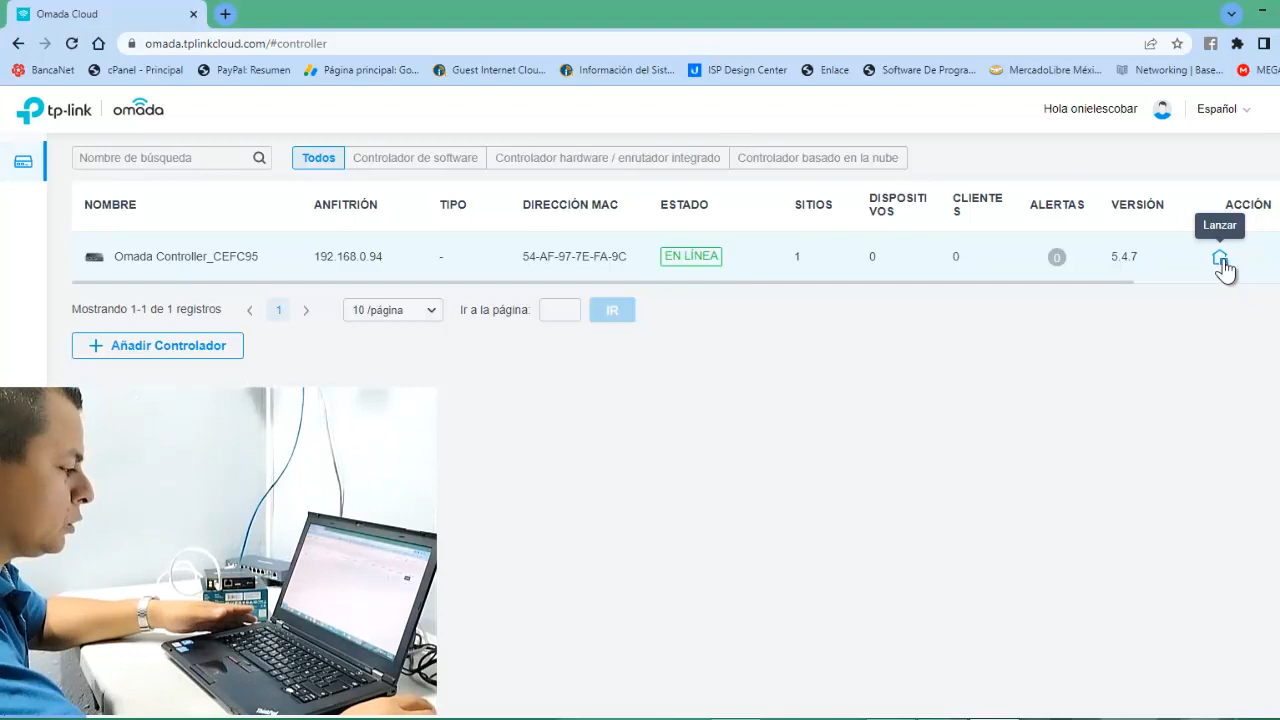 Omada Cloud
omada.tplinkcloud.com/#controller
BancaNet
cPanel - Principal
PayPal: Resumen
Página principal: Go...
Guest Internet Clou...
Información del Sist...
ISP Design Center
Enlace
Software De Progra...
MercadoLibre Méxi...
Networking | Base...
MEGA
tp-link | omada
Hola onielescobar
Español
Nombre de búsqueda
Todos
Controlador de software
Controlador hardware / enrutador integrado
Controlador basado en la nube
NOMBRE
ANFITRIÓN
TIPO
DIRECCIÓN MAC
ESTADO
SITIOS
DISPOSITI
VOS
CLIENTE
S
ALERTAS
VERSIÓN
ACCIÓN
Lanzar
Omada Controller_CEFC95
192.168.0.94
-
54-AF-97-7E-FA-9C
EN LÍNEA
1
0
0
0
5.4.7
Mostrando 1-1 de 1 registros
1
10 /página
Ir a la página:
IR
+ Añadir Controlador